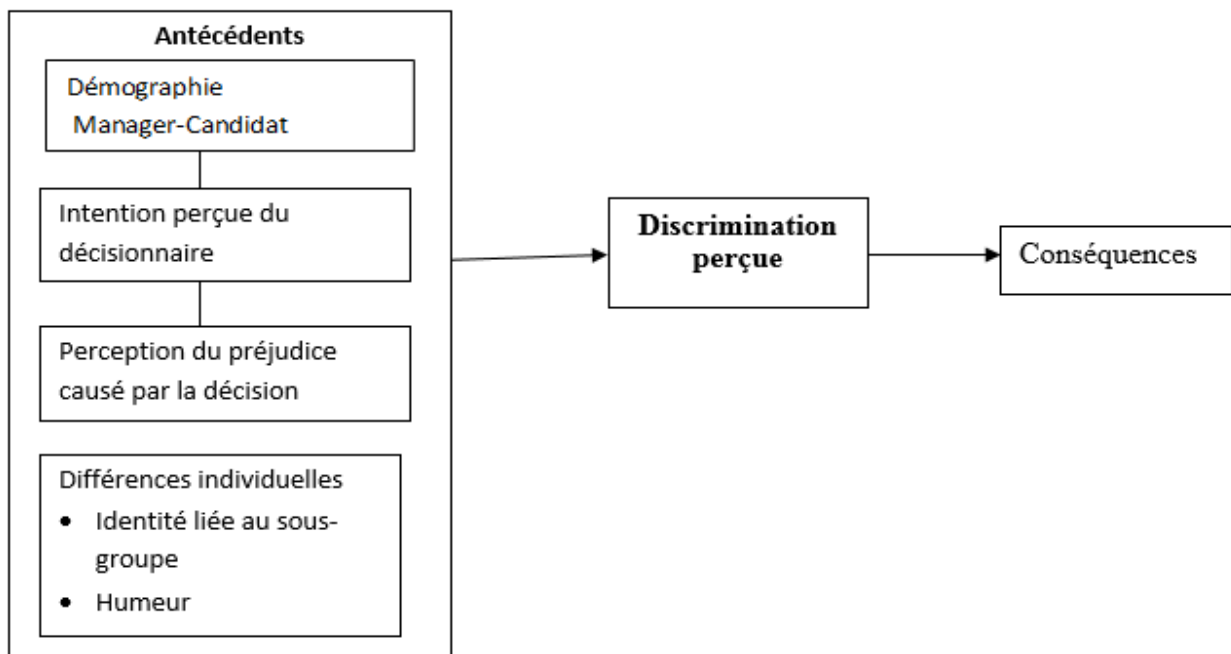 Antécédents
Démographie
Manager-Candidat
Intention perçue du
décisionnaire
Perception du préjudice
causé par la décision
Différences individuelles
• Identité liée au sous-
groupe
• Humeur
Discrimination
perçue
Conséquences